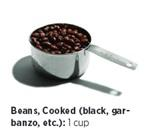 Beans, Cooked (black, gar-
banzo, etc.): 1 cup